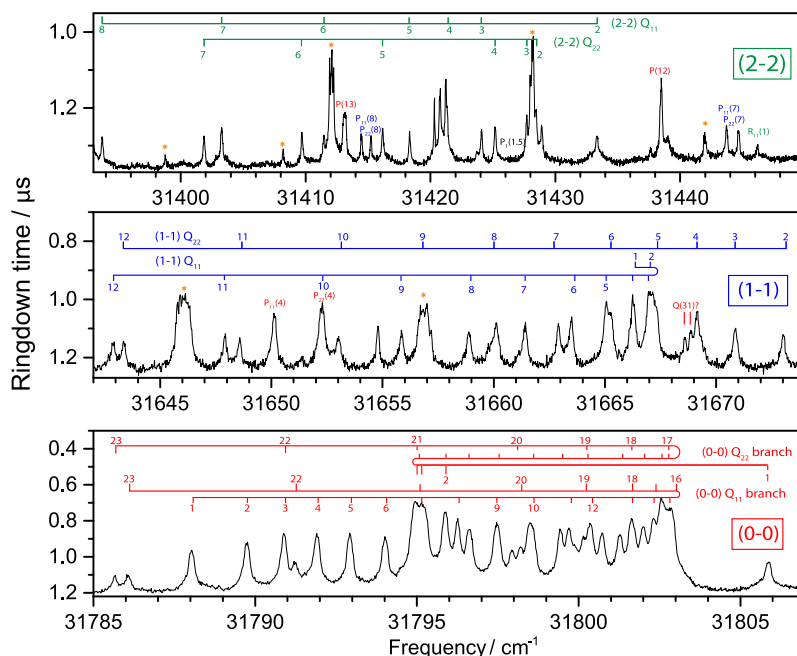 8 7 6 5 4 3 2 (2-2) Q11
7 6 5 4 3 2 (2-2) Q22
1.0
1.2
P(13)
P11(8)
P22(8)
P1(1.5)
P(12)
P11(7)
P22(7)
R11(1)
(2-2)
31400 31410 31420 31430 31440
12 (1-1) Q22 11 10 9 8 7 6 5 4 3 2
(1-1) Q11 1 2
12 11 10 9 8 7 6 5
0.8
1.0
1.2
P11(4)
P22(4)
Q(31)?
(1-1)
31645 31650 31655 31660 31665 31670
Ringdown time / μs
23 22 21 20 19 18 17
(0-0) Q22 branch
2 1
23 22 20 19 18 16
(0-0) Q11 branch
1 2 3 4 5 6 9 10 12
0.4
0.6
0.8
1.0
1.2
(0-0)
31785 31790 31795 31800 31805
Frequency / cm-1